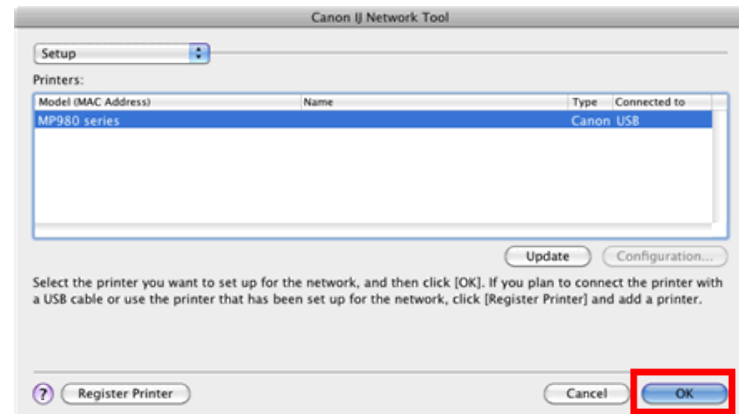 Canon IJ Network Tool
Setup
Printers:
Model (MAC Address) Name Type Connected to
MP980 series Canon USB
Update Configuration...
Select the printer you want to set up for the network, and then click [OK]. If you plan to connect the printer with
a USB cable or use the printer that has been set up for the network, click [Register Printer] and add a printer.
? Register Printer Cancel OK